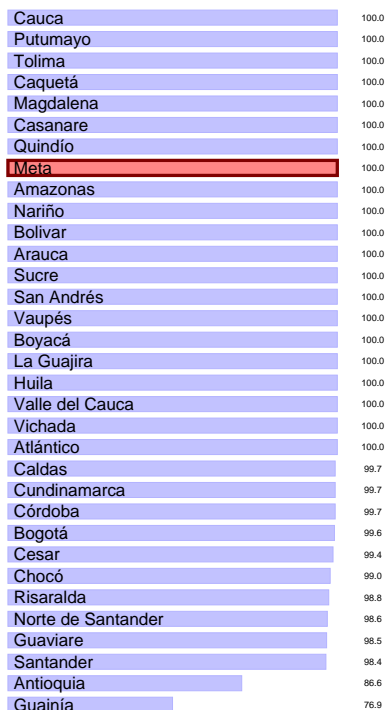 Cauca 100.0
Putumayo 100.0
Tolima 100.0
Caquetá 100.0
Magdalena 100.0
Casanare 100.0
Quindío 100.0
Meta 100.0
Amazonas 100.0
Nariño 100.0
Bolivar 100.0
Arauca 100.0
Sucre 100.0
San Andrés 100.0
Vaupés 100.0
Boyacá 100.0
La Guajira 100.0
Huila 100.0
Valle del Cauca 100.0
Vichada 100.0
Atlántico 100.0
Caldas 99.7
Cundinamarca 99.7
Córdoba 99.7
Bogotá 99.6
Cesar 99.4
Chocó 99.0
Risaralda 98.8
Norte de Santander 98.6
Guaviare 98.5
Santander 98.4
Antioquia 86.6
Guainía 76.9